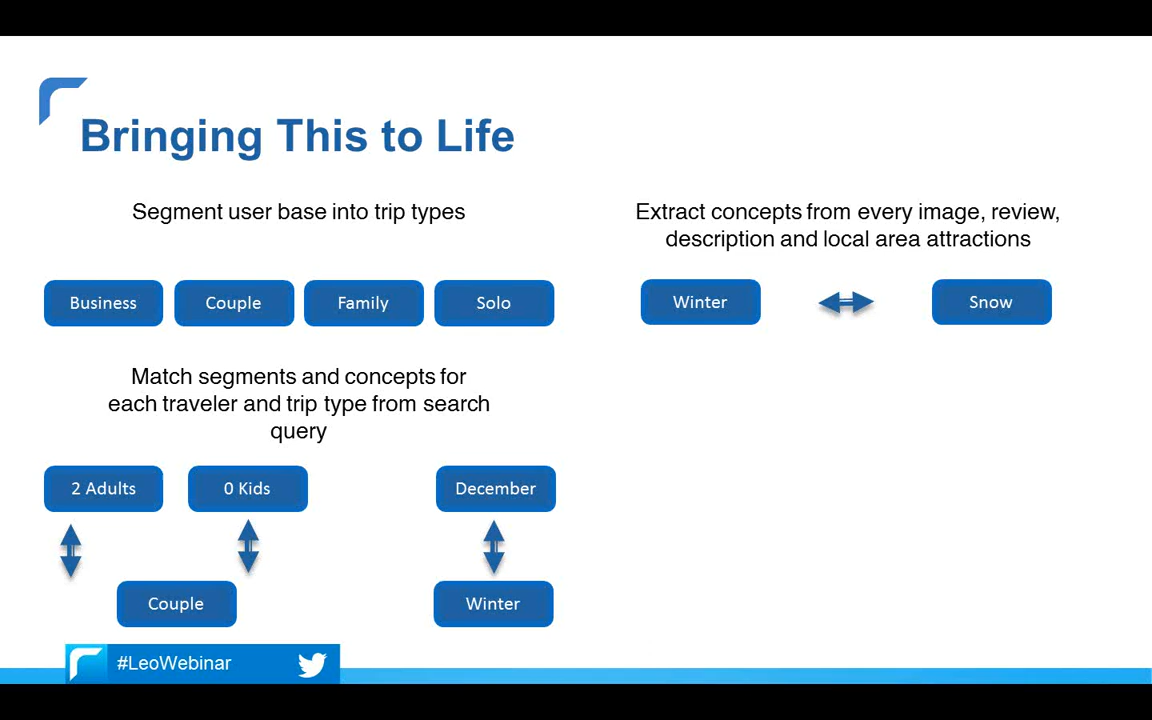 Bringing This to Life
Segment user base into trip types
Business
Couple
Family
Solo
Match segments and concepts for
each traveler and trip type from search
query
2 Adults
0 Kids
December
Couple
Winter
Extract concepts from every image, review,
description and local area attractions
Winter
Snow
#LeoWebinar